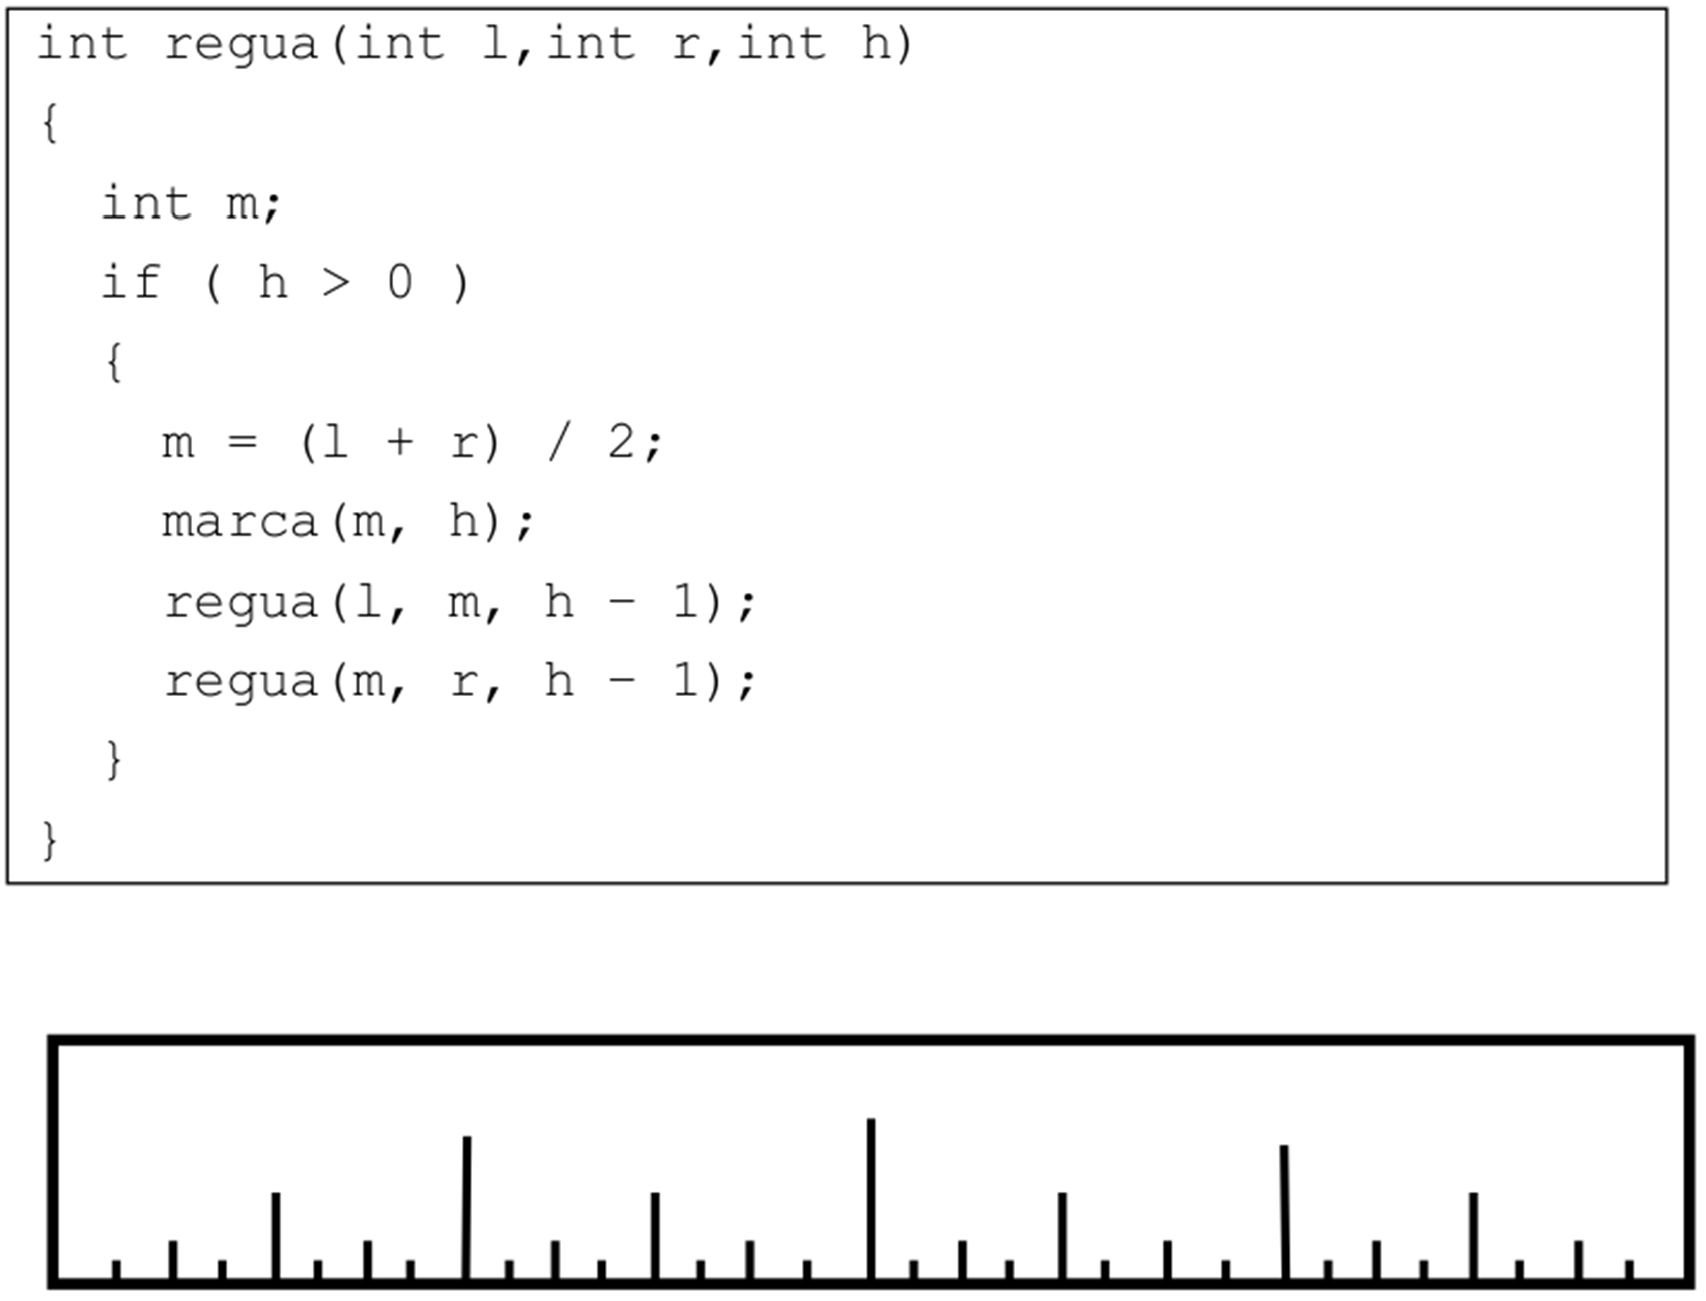 int regua(int l,int r,int h)
{
int m;
if ( h > 0 )
{
m = (l + r) / 2;
marca(m, h);
regua(l, m, h - 1);
regua(m, r, h - 1);
}
}